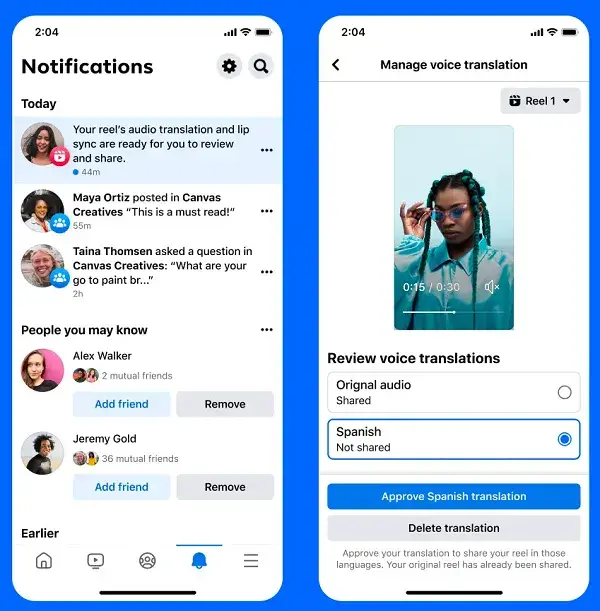 2:04
Notifications
Today
Your reel's audio translation and lip
sync are ready for you to review
and share.
44m
Maya Ortiz posted in Canvas
Creatives “This is a must read!”
55m
Taina Thomsen asked a question in
Canvas Creatives: “What are your
go to paint br...”
2h
People you may know
Alex Walker
2 mutual friends
Add friend
Remove
Jeremy Gold
36 mutual friends
Add friend
Remove
Earlier
2:04
Manage voice translation
Reel 1
0:15 / 0:30
Review voice translations
Orignal audio
Shared
Spanish
Not shared
Approve Spanish translation
Delete translation
Approve your translation to share your reel in those
languages. Your original reel has already been shared.